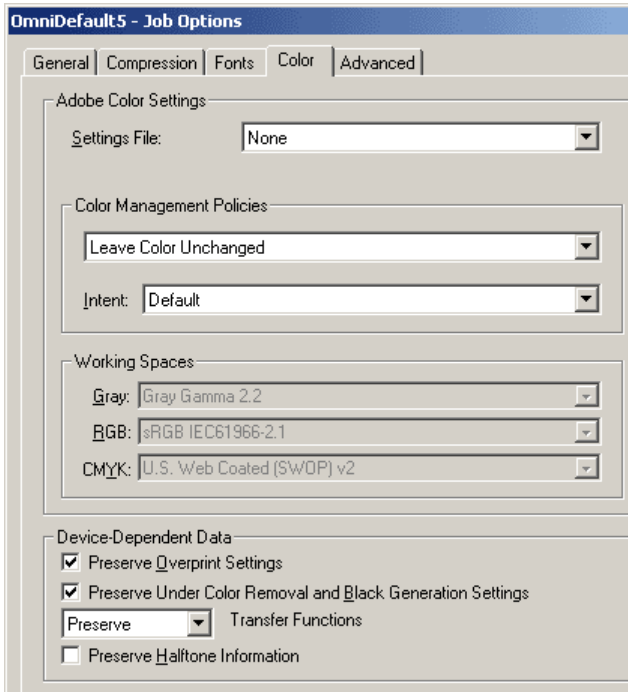 OmniDefault5 - Job Options
General Compression Fonts Color Advanced
Adobe Color Settings
Settings File: None
Color Management Policies
Leave Color Unchanged
Intent: Default
Working Spaces
Gray: Gray Gamma 2.2
RGB: sRGB IEC61966-2.1
CMYK: U.S. Web Coated (SWOP) v2
Device-Dependent Data
Preserve Overprint Settings
Preserve Under Color Removal and Black Generation Settings
Preserve Transfer Functions
Preserve Halftone Information